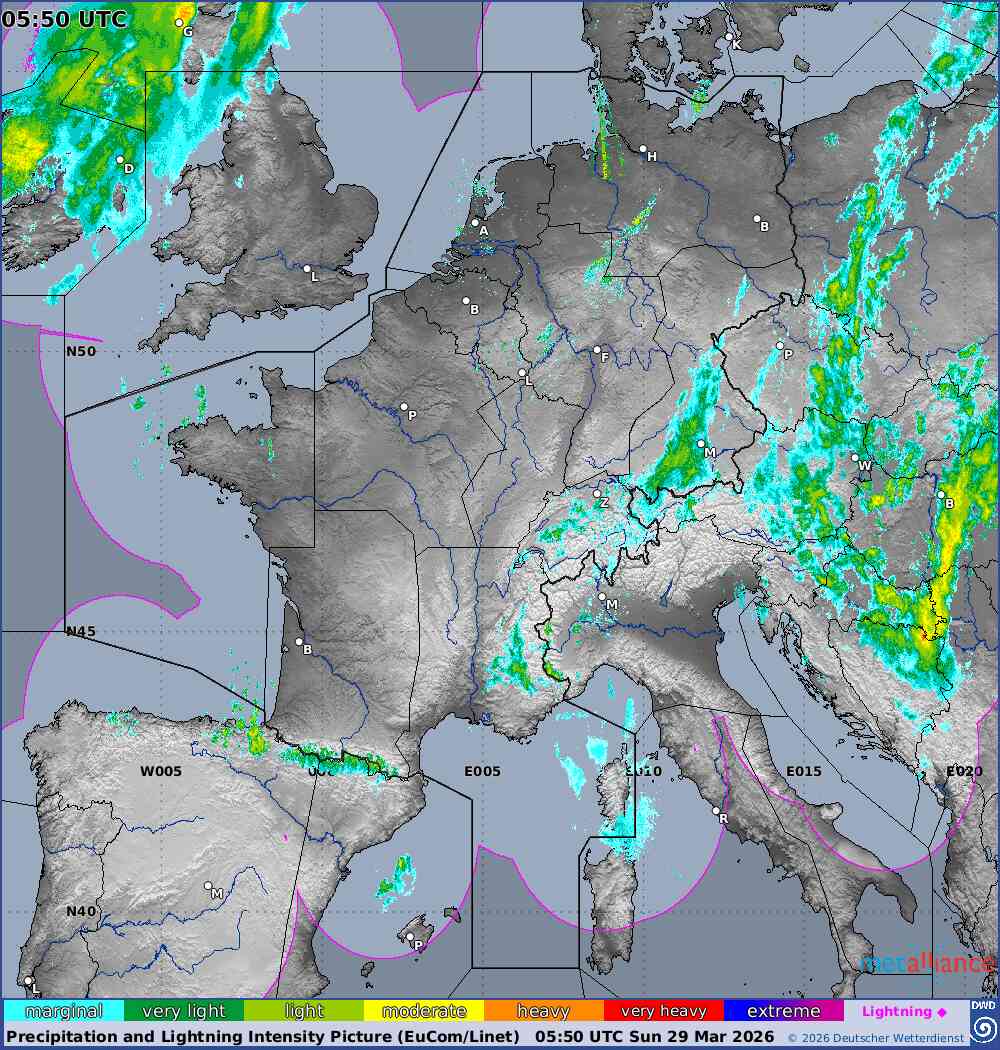 05:50 UTC
G
K
D
H
A
B
L
B
N50
F
P
L
P
M
W
Z
B
M
N45
B
W005
E005
E010
E015
E020
R
M
N40
P
L
metalliance
marginal very light light moderate heavy very heavy extreme Lightning ◆
DWD
Precipitation and Lightning Intensity Picture (EuCom/Linet) 05:50 UTC Sun 29 Mar 2026 © 2026 Deutscher Wetterdienst